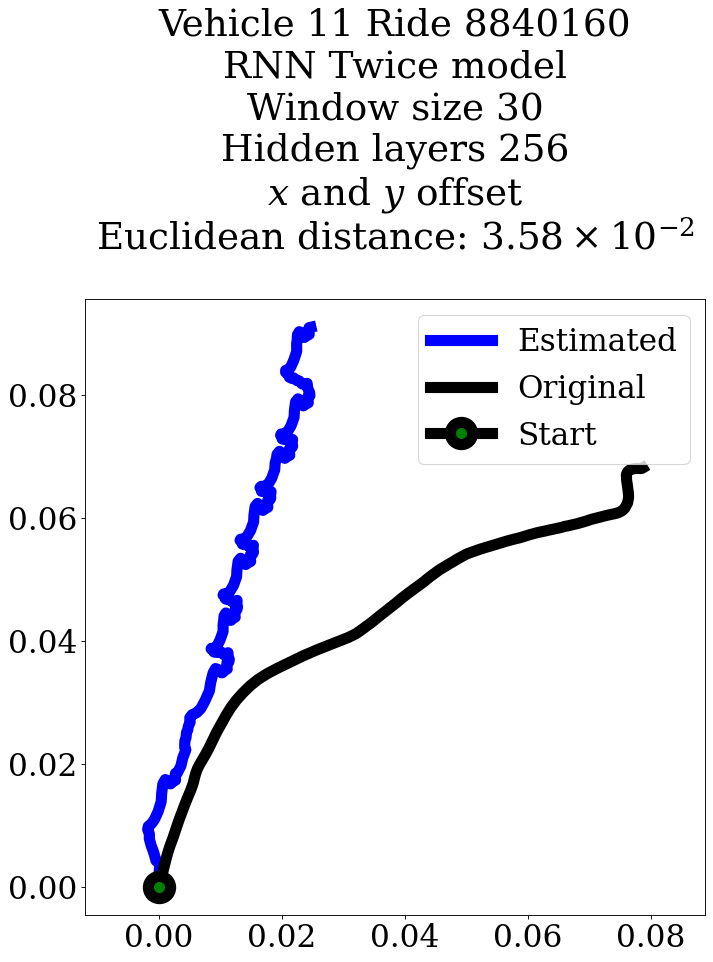 Vehicle 11 Ride 8840160
RNN Twice model
Window size 30
Hidden layers 256
x and y offset
Euclidean distance: 3.58 × 10⁻²
Estimated
Original
Start
0.08
0.06
0.04
0.02
0.00
0.00 0.02 0.04 0.06 0.08